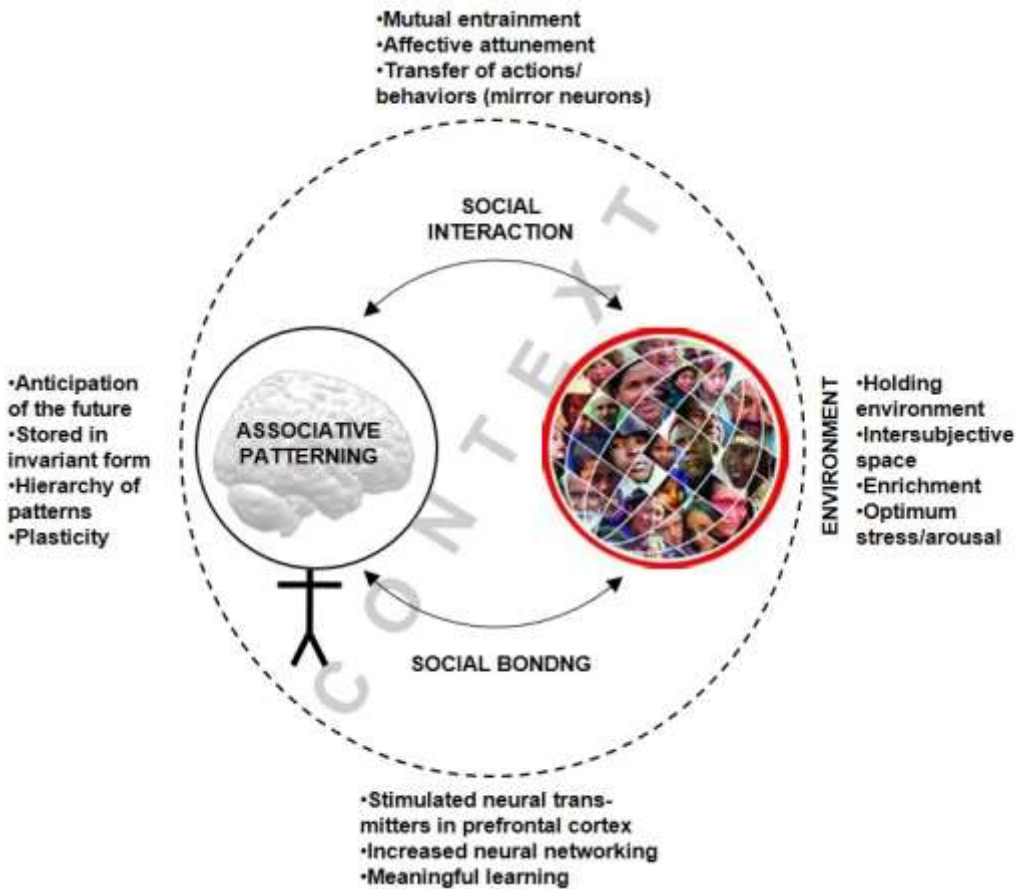 •Mutual entrainment
•Affective attunement
•Transfer of actions/
behaviors (mirror neurons)
SOCIAL
INTERACTION
CONTEXT
•Anticipation
of the future
•Stored in
invariant form
•Hierarchy of
patterns
•Plasticity
ASSOCIATIVE
PATTERNING
ENVIRONMENT
•Holding
environment
•Intersubjective
space
•Enrichment
•Optimum
stress/arousal
SOCIAL BONDNG
•Stimulated neural trans-
mitters in prefrontal cortex
•Increased neural networking
•Meaningful learning